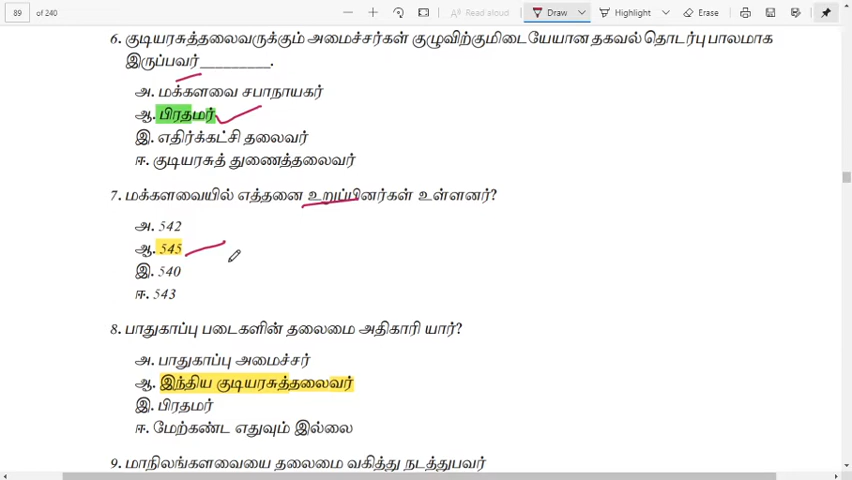 89 of 240 Read aloud Draw Highlight Erase
6. குடியரசுத்தலைவருக்கும் அமைச்சர்கள் குழுவிற்குமிடையேயான தகவல் தொடர்பு பாலமாக
இருப்பவர்_________.
அ. மக்களவை சபாநாயகர்
ஆ. பிரதமர்
இ. எதிர்க்கட்சி தலைவர்
ஈ. குடியரசுத் துணைத்தலைவர்
7. மக்களவையில் எத்தனை உறுப்பினர்கள் உள்ளனர்?
அ. 542
ஆ. 545
இ. 540
ஈ. 543
8. பாதுகாப்பு படைகளின் தலைமை அதிகாரி யார்?
அ. பாதுகாப்பு அமைச்சர்
ஆ. இந்திய குடியரசுத்தலைவர்
இ. பிரதமர்
ஈ. மேற்கண்ட எதுவும் இல்லை
9. மாநிலங்களவையை தலைமை வகித்து நடத்துபவர்